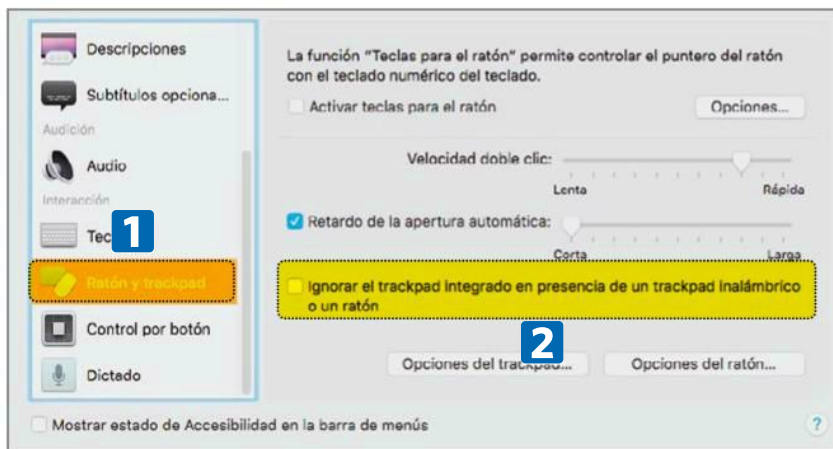 Descripciones
Subtítulos opciona...
Audición
Audio
Interacción
Tec
1
Ratón y trackpad
Control por botón
Dictado
La función "Teclas para el ratón" permite controlar el puntero del ratón
con el teclado numérico del teclado.
Activar teclas para el ratón
Opciones...
Velocidad doble clic:
Lenta
Rápida
Retardo de la apertura automática:
Corta
Larga
Ignorar el trackpad integrado en presencia de un trackpad inalámbrico
o un ratón
2
Opciones del trackpad...
Opciones del ratón...
Mostrar estado de Accesibilidad en la barra de menús
?